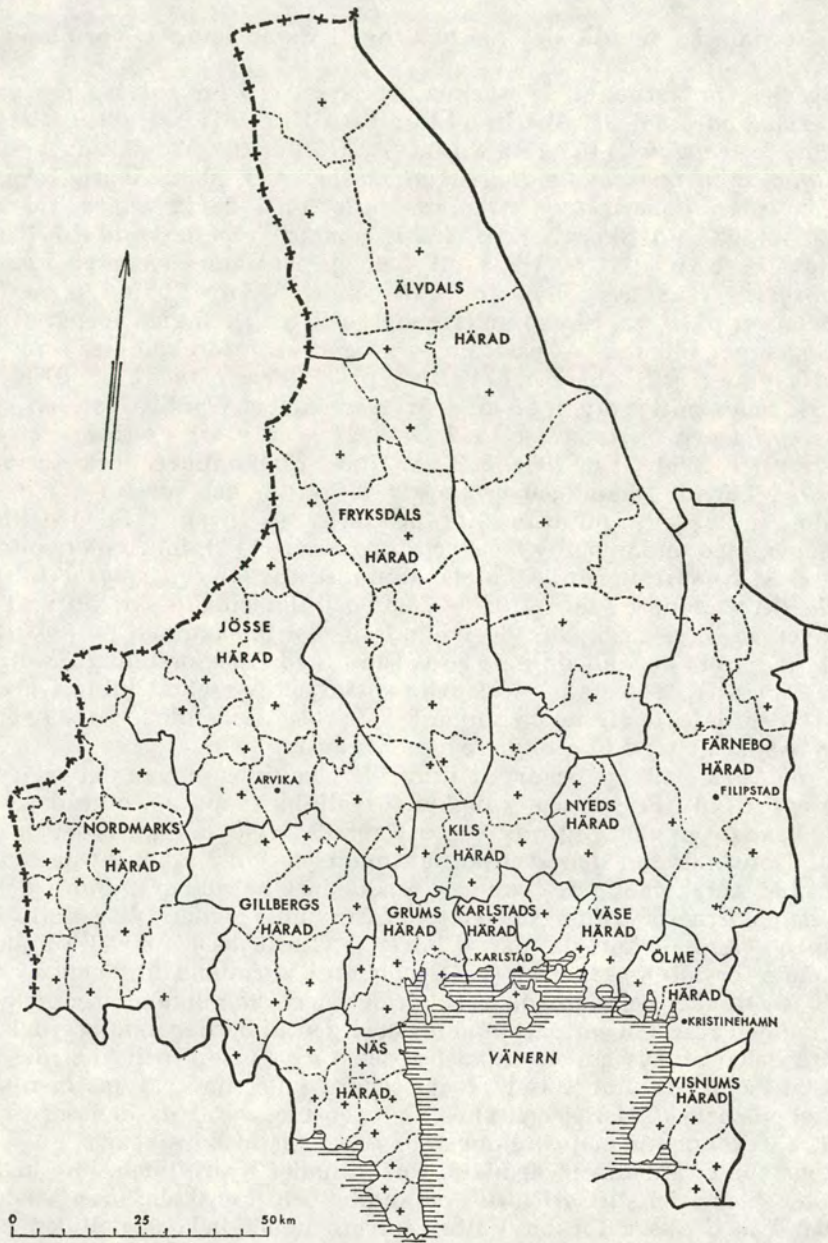 ÄLVDALS
HÄRAD
FRYKSDALS
HÄRAD
JÖSSE
HÄRAD
FÄRNEBO
HÄRAD
FILIPSTAD
ARVIKA
NYEDS
HÄRAD
NORDMARKS
HÄRAD
KILS
HÄRAD
GILLBERGS
HÄRAD
GRUMS
HÄRAD
KARLSTADS
HÄRAD
VÄSE
HÄRAD
KARLSTAD
ÖLME
HÄRAD
KRISTINEHAMN
NÄS
HÄRAD
VÄNERN
VISNUMS
HÄRAD
0 25 50 km